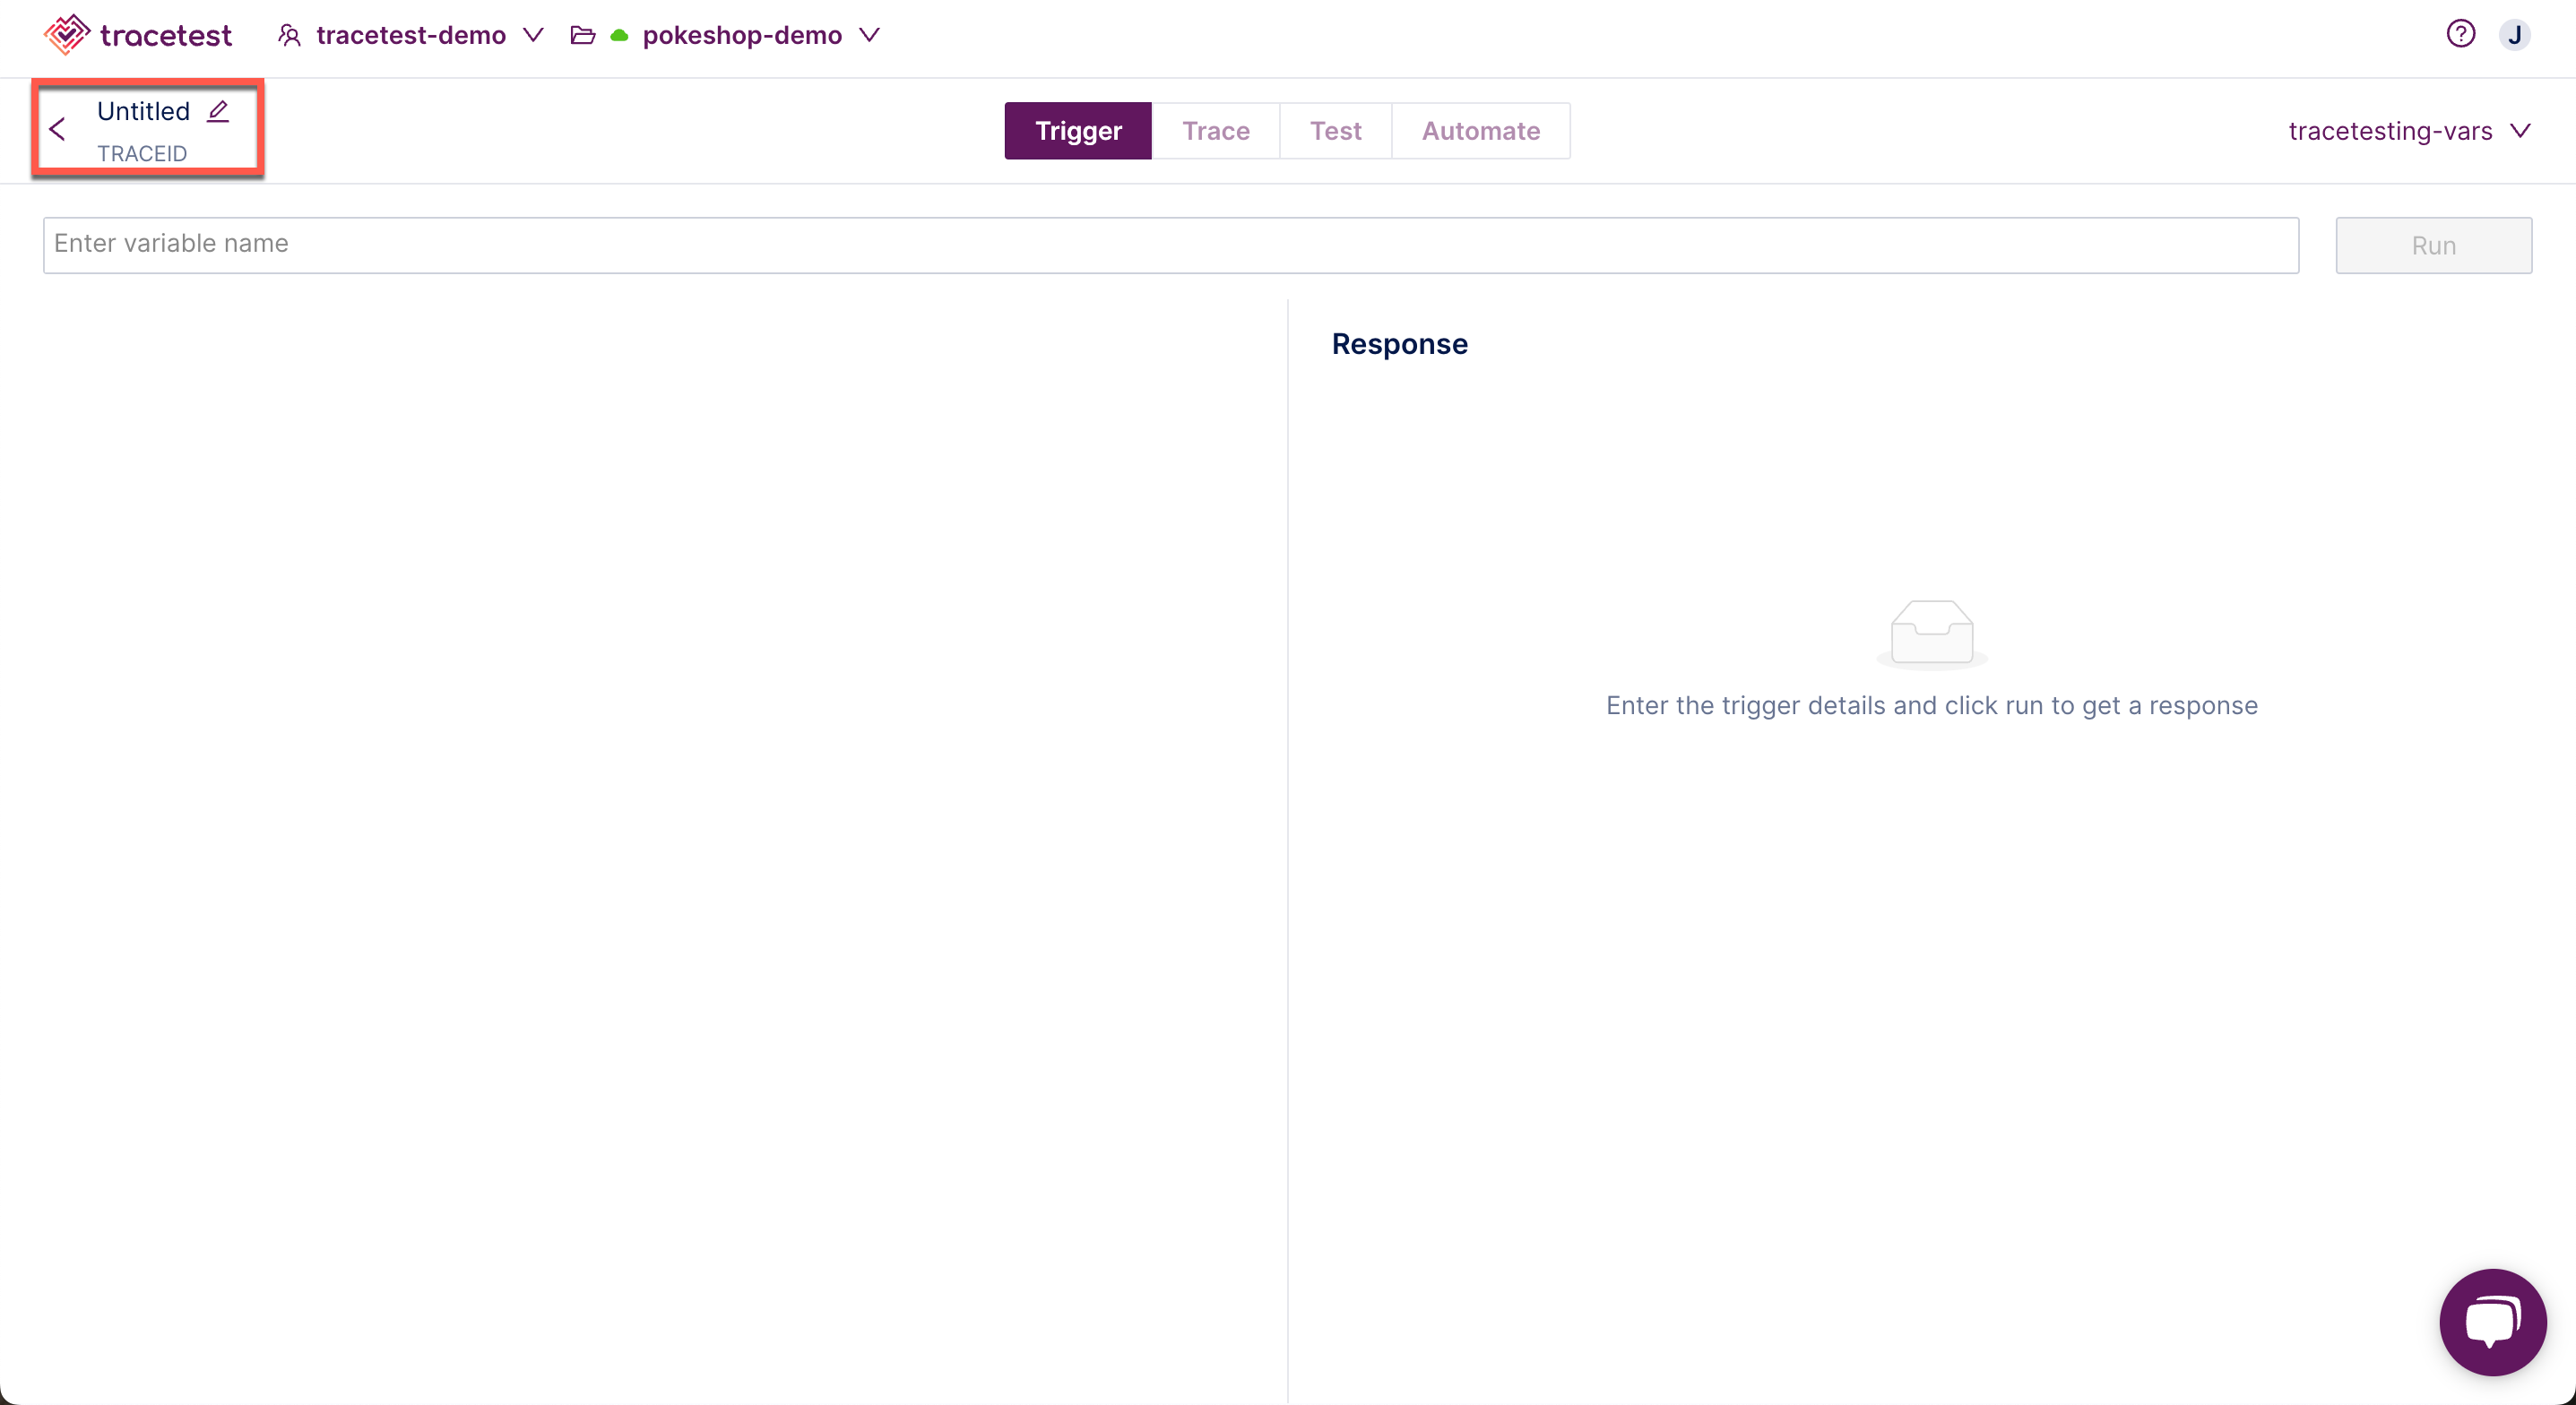 tracetest tracetest-demo pokeshop-demo ? J
Untitled
TRACEID
Trigger Trace Test Automate
tracetesting-vars
Enter variable name
Run
Response
Enter the trigger details and click run to get a response